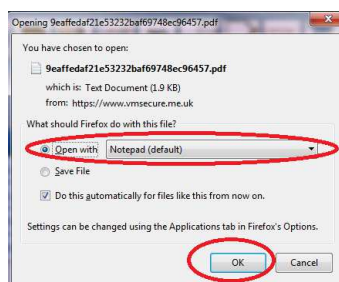 Opening 9eaffedaf21e53232baf69748ec96457.pdf
You have chosen to open:
9eaffedaf21e53232baf69748ec96457.pdf
which is: Text Document (1.9 KB)
from: https://www.vmsecure.me.uk
What should Firefox do with this file?
Open with Notepad (default)
Save File
Do this automatically for files like this from now on.
Settings can be changed using the Applications tab in Firefox's Options.
OK Cancel